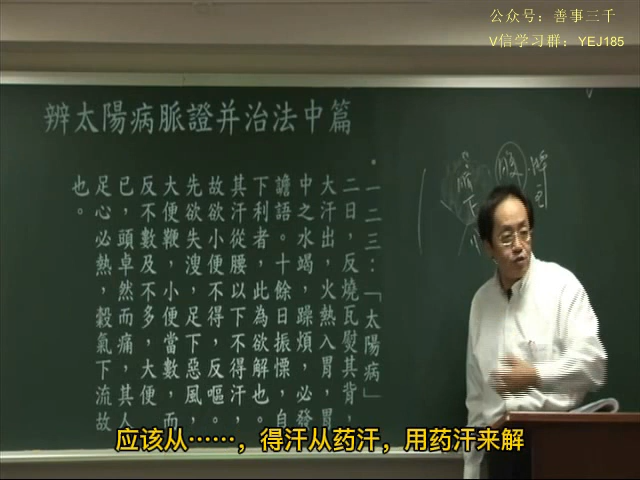 公众号：善事三千
V信学习群：YEJ185
辨太陽病脈證并治法中篇
一二三：「太陽病」
二日，反燒瓦熨其背，
大汗出，火熱入胃，胃
中之水竭，躁煩，必發
譫語。十餘日振慄，自
下利者，此為欲解也。
其汗從腰以下不得汗，
故欲小便不得，反嘔。
先欲失溲，足下惡風，
大便鞕，小便當數，而
反不數及不多，大便
已，頭卓然而痛，其人
足心必熱，穀氣下流故
也。
应该从……，得汗从药汗，用药汗来解